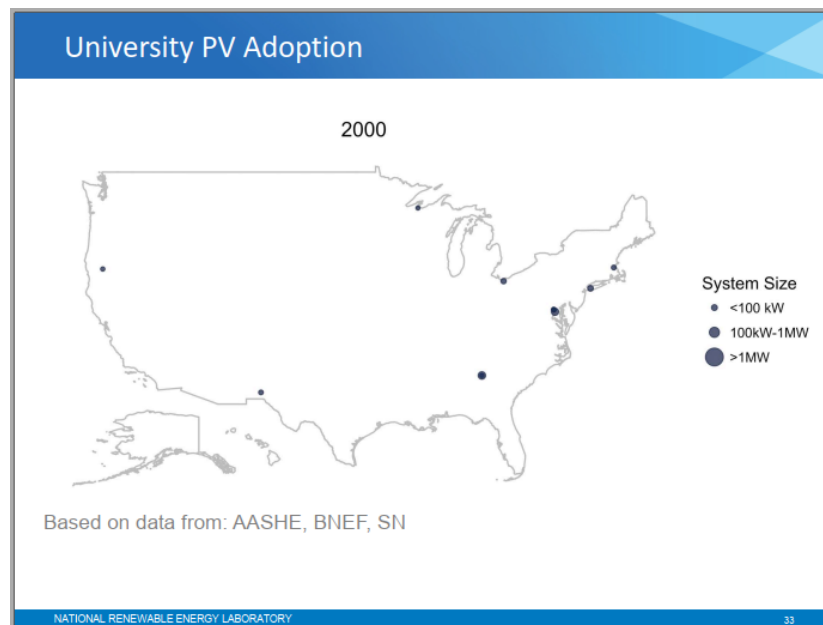 University PV Adoption
2000
System Size
<100 kW
100kW-1MW
>1MW
Based on data from: AASHE, BNEF, SN
NATIONAL RENEWABLE ENERGY LABORATORY
33